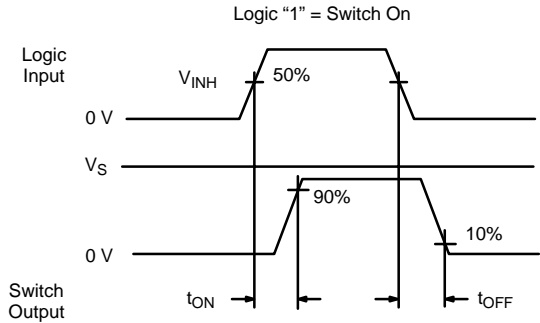 Logic “1” = Switch On
Logic
Input
V_INH
50%
0 V
V_S
90%
0 V
10%
Switch
Output
t_ON
t_OFF